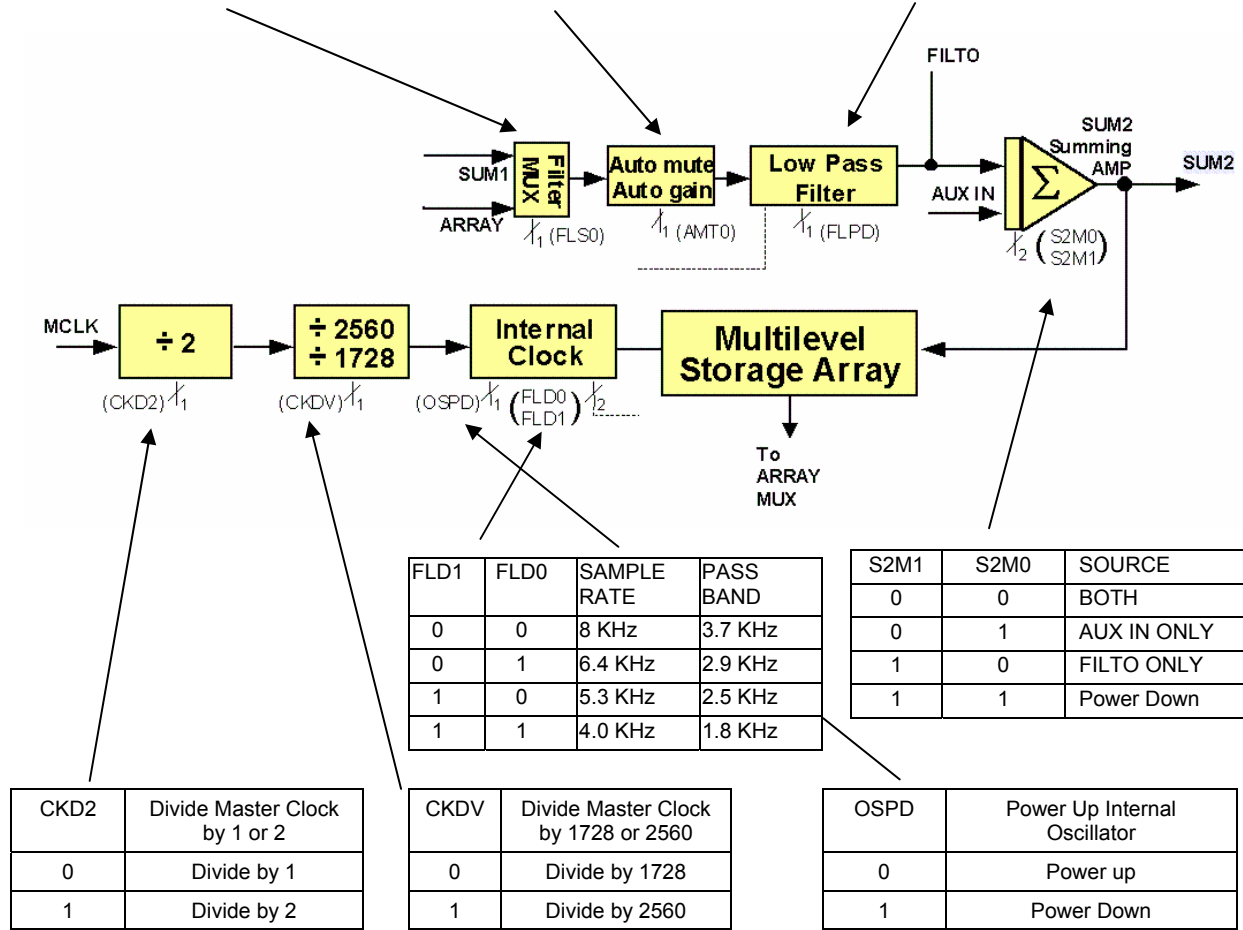 FILTO
SUM1
ARRAY
Filter
MUX
(FLS0)
1
Auto mute
Auto gain
1 (AMT0)
Low Pass
Filter
1 (FLPD)
AUX IN
Σ
SUM2
Summing
AMP
SUM2
2 (S2M0
S2M1)
MCLK
÷ 2
(CKD2) 1
÷ 2560
÷ 1728
(CKDV) 1
Internal
Clock
(OSPD) 1 (FLD0
FLD1) 2
Multilevel
Storage Array
To
ARRAY
MUX
FLD1 FLD0 SAMPLE RATE PASS BAND
0 0 8 KHz 3.7 KHz
0 1 6.4 KHz 2.9 KHz
1 0 5.3 KHz 2.5 KHz
1 1 4.0 KHz 1.8 KHz
S2M1 S2M0 SOURCE
0 0 BOTH
0 1 AUX IN ONLY
1 0 FILTO ONLY
1 1 Power Down
CKD2 Divide Master Clock
by 1 or 2
0 Divide by 1
1 Divide by 2
CKDV Divide Master Clock
by 1728 or 2560
0 Divide by 1728
1 Divide by 2560
OSPD Power Up Internal
Oscillator
0 Power up
1 Power Down